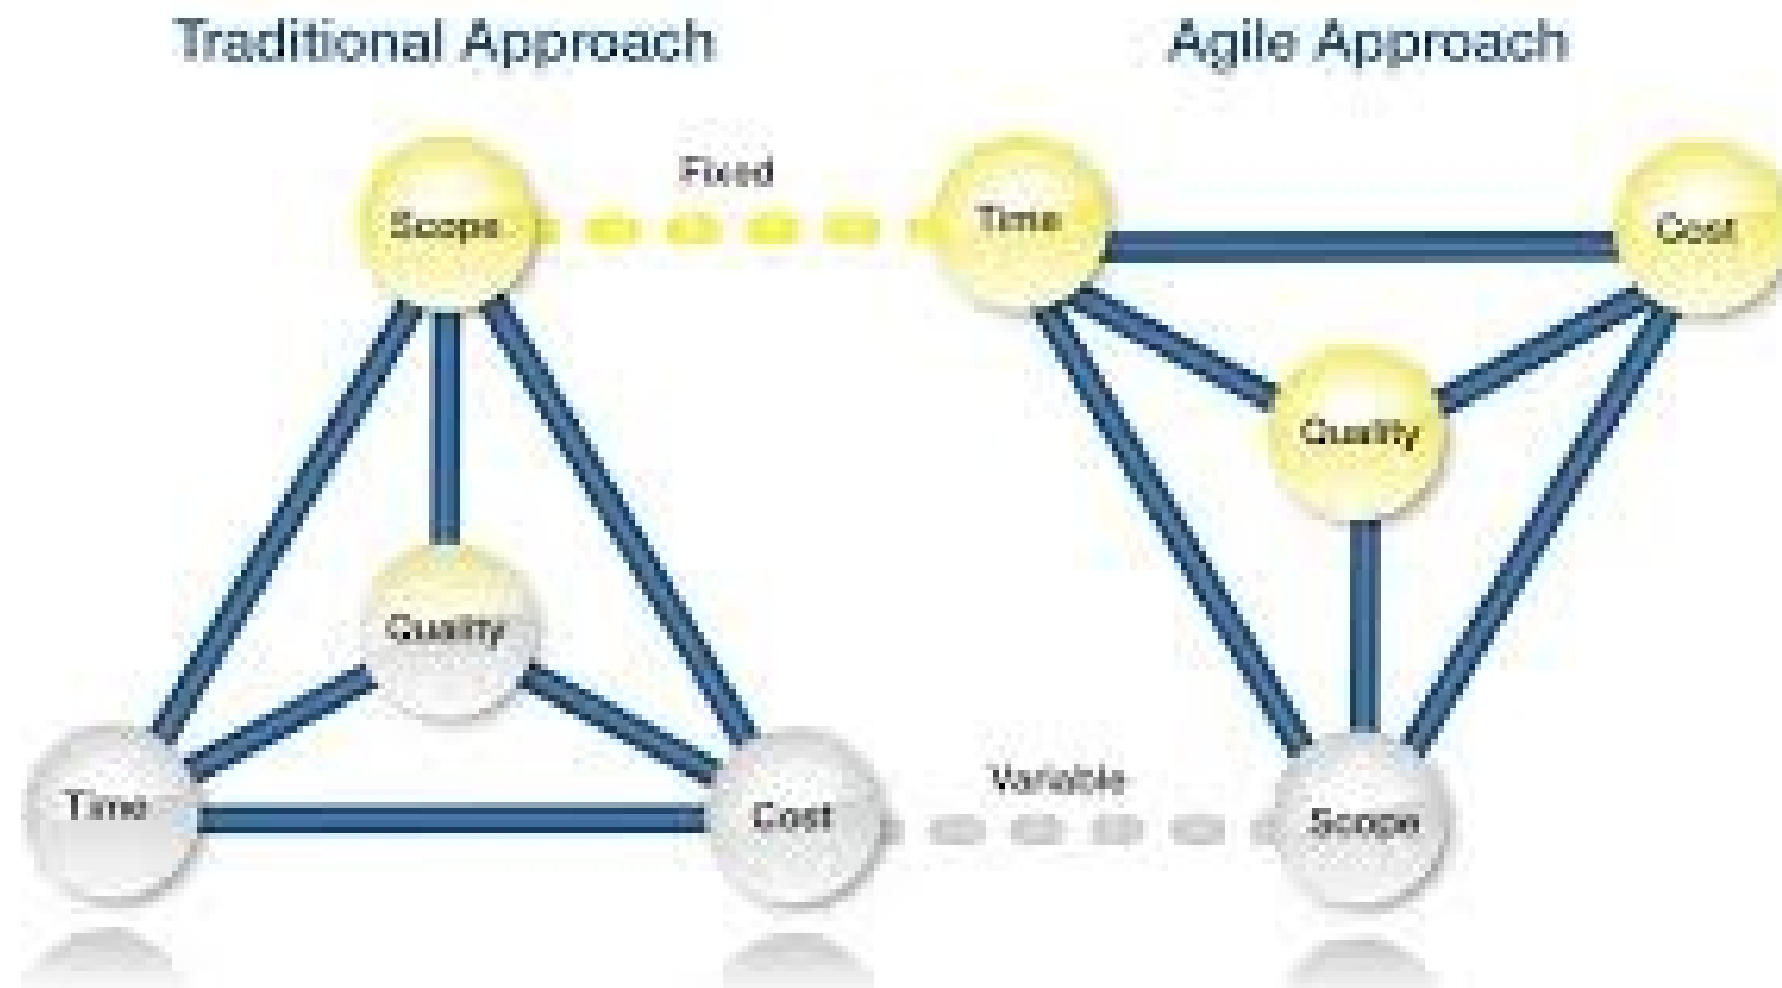 Traditional Approach
Agile Approach
Fixed
Scope
Time
Cost
Quality
Quality
Variable
Time
Cost
Scope